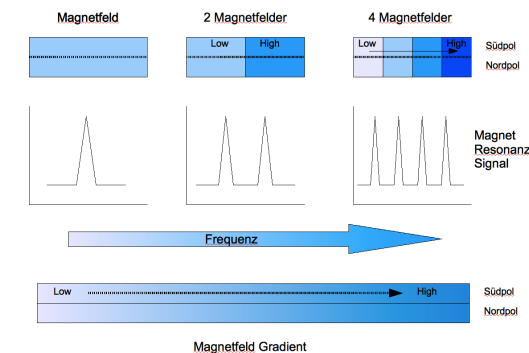 Magnetfeld
2 Magnetfelder
4 Magnetfelder
Low High
Low High
Südpol
Nordpol
Magnet
Resonanz
Signal
Frequenz
Low High
Südpol
Nordpol
Magnetfeld Gradient